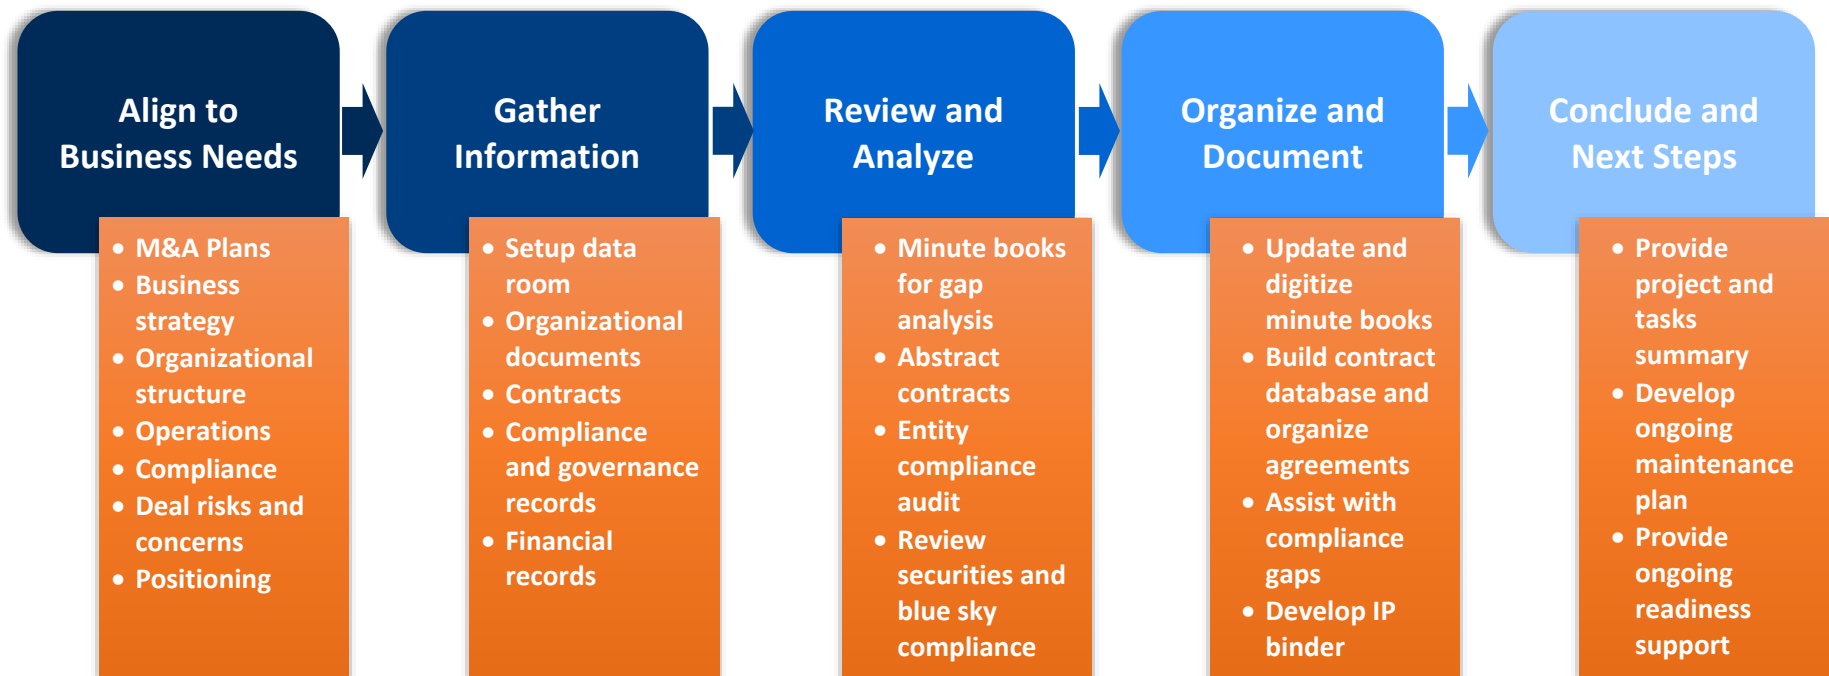 Align to
Business Needs
• M&A Plans
• Business
strategy
• Organizational
structure
• Operations
• Compliance
• Deal risks and
concerns
• Positioning
Gather
Information
• Setup data
room
• Organizational
documents
• Contracts
• Compliance
and governance
records
• Financial
records
Review and
Analyze
• Minute books
for gap
analysis
• Abstract
contracts
• Entity
compliance
audit
• Review
securities and
blue sky
compliance
Organize and
Document
• Update and
digitize
minute books
• Build contract
database and
organize
agreements
• Assist with
compliance
gaps
• Develop IP
binder
Conclude and
Next Steps
• Provide
project and
tasks
summary
• Develop
ongoing
maintenance
plan
• Provide
ongoing
readiness
support